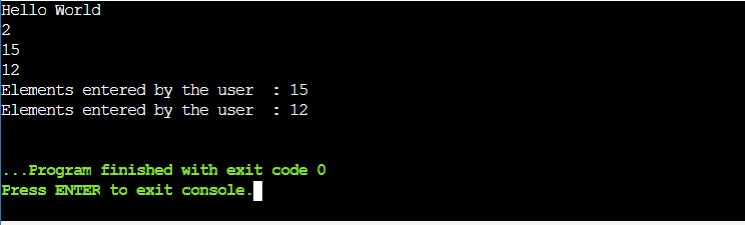 Hello World
2
15
12
Elements entered by the user  : 15
Elements entered by the user  : 12
...Program finished with exit code 0
Press ENTER to exit console.